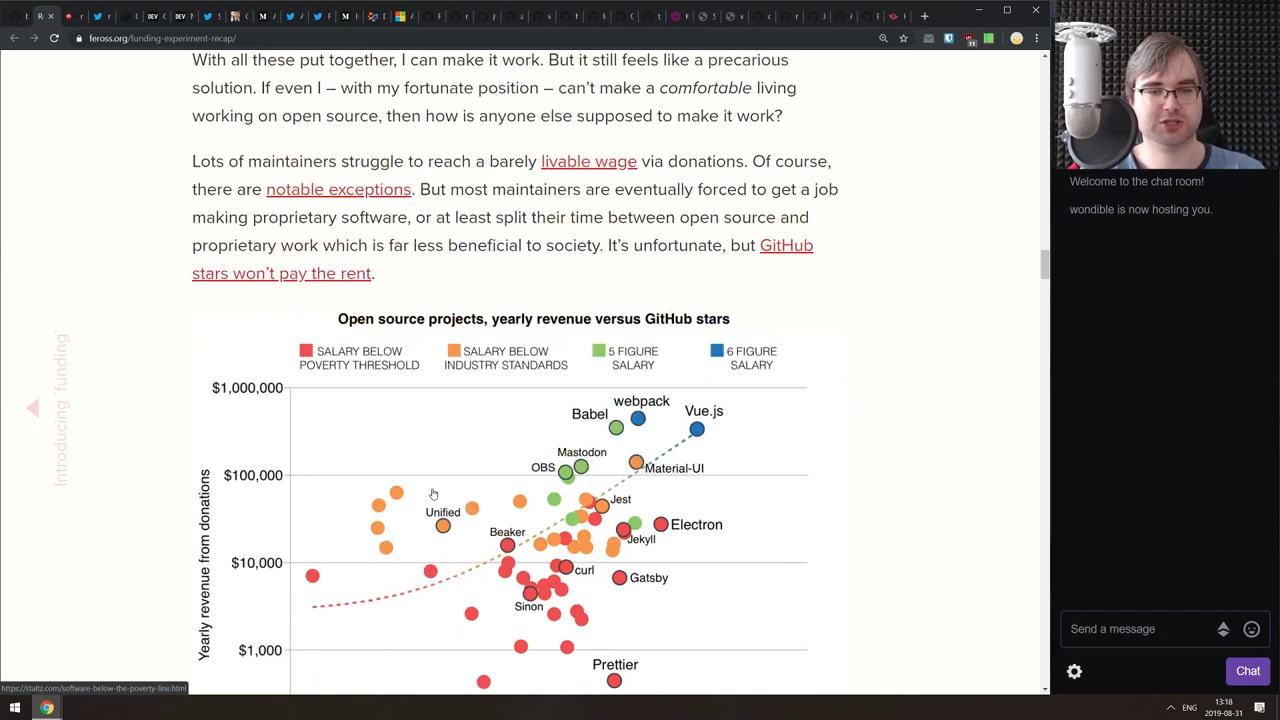 feross.org/funding-experiment-recap/
With all these put together, I can make it work. But it still feels like a precarious
solution. If even I – with my fortunate position – can't make a comfortable living
working on open source, then how is anyone else supposed to make it work?
Lots of maintainers struggle to reach a barely livable wage via donations. Of course,
there are notable exceptions. But most maintainers are eventually forced to get a job
making proprietary software, or at least split their time between open source and
proprietary work which is far less beneficial to society. It's unfortunate, but GitHub
stars won't pay the rent.
Introducing 'funding'
Open source projects, yearly revenue versus GitHub stars
SALARY BELOW
POVERTY THRESHOLD
SALARY BELOW
INDUSTRY STANDARDS
5 FIGURE
SALARY
6 FIGURE
SALARY
Yearly revenue from donations
$1,000,000
$100,000
$10,000
$1,000
webpack
Babel
Vue.js
Mastodon
OBS
Material-UI
Jest
Unified
Electron
Beaker
Jekyll
curl
Gatsby
Sinon
Prettier
https://staltz.com/software-below-the-poverty-line.html
Welcome to the chat room!
wondible is now hosting you.
Send a message
Chat
ENG
13:18
2019-08-31